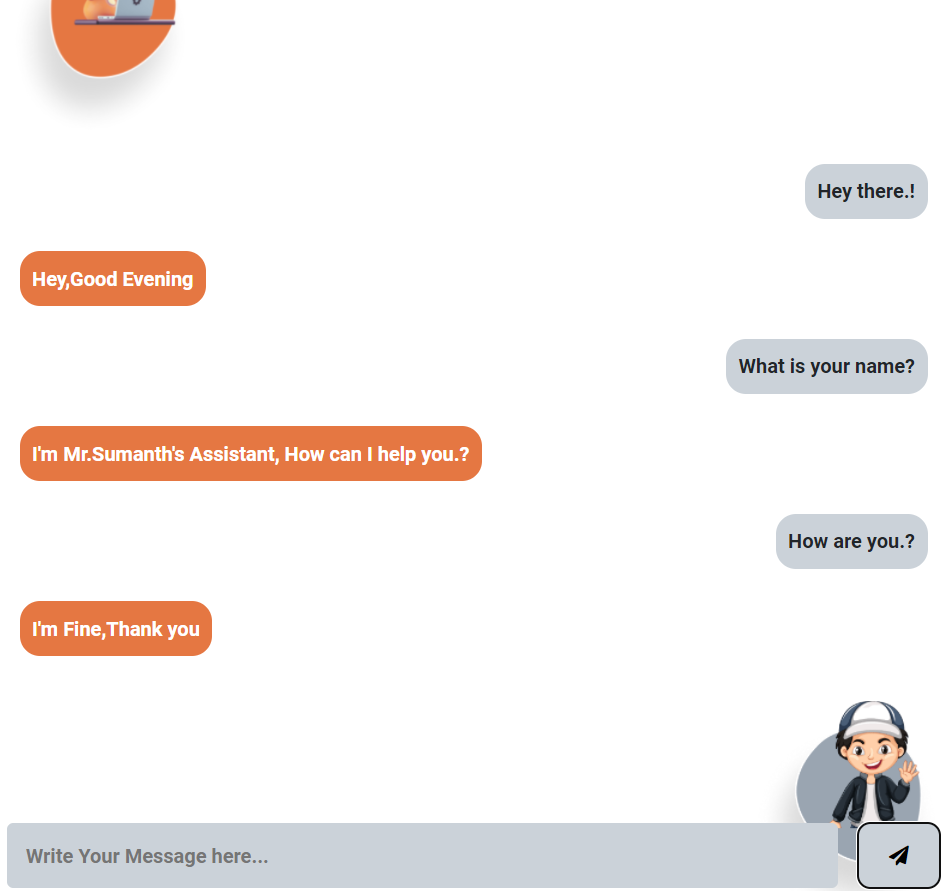 Hey there.!
Hey,Good Evening
What is your name?
I'm Mr.Sumanth's Assistant, How can I help you.?
How are you.?
I'm Fine,Thank you
Write Your Message here...